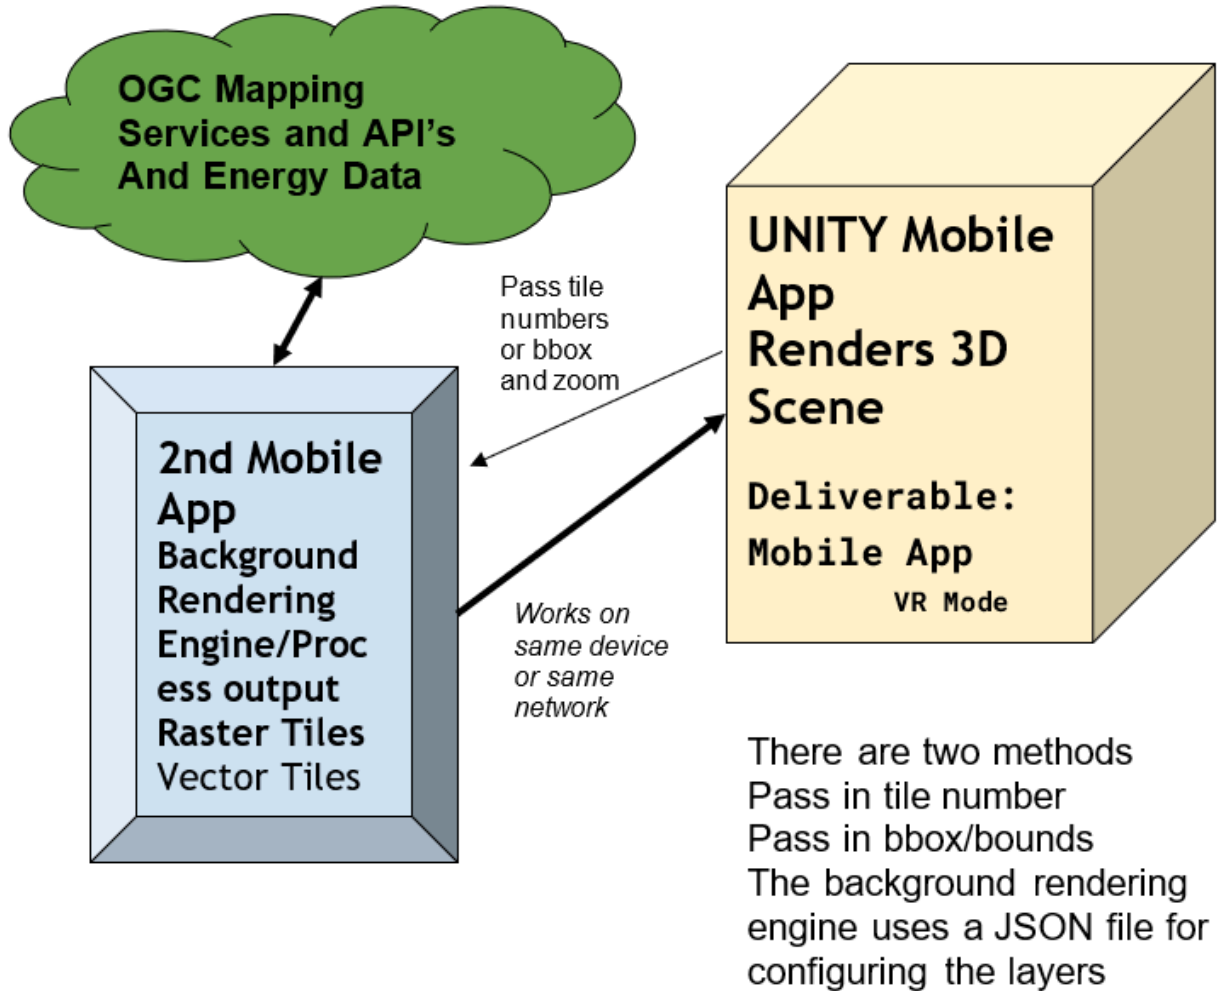 OGC Mapping
Services and API's
And Energy Data
Pass tile
numbers
or bbox
and zoom
UNITY Mobile
App
Renders 3D
Scene
Deliverable:
Mobile App
VR Mode
2nd Mobile
App
Background
Rendering
Engine/Proc
ess output
Raster Tiles
Vector Tiles
Works on
same device
or same
network
There are two methods
Pass in tile number
Pass in bbox/bounds
The background rendering
engine uses a JSON file for
configuring the layers